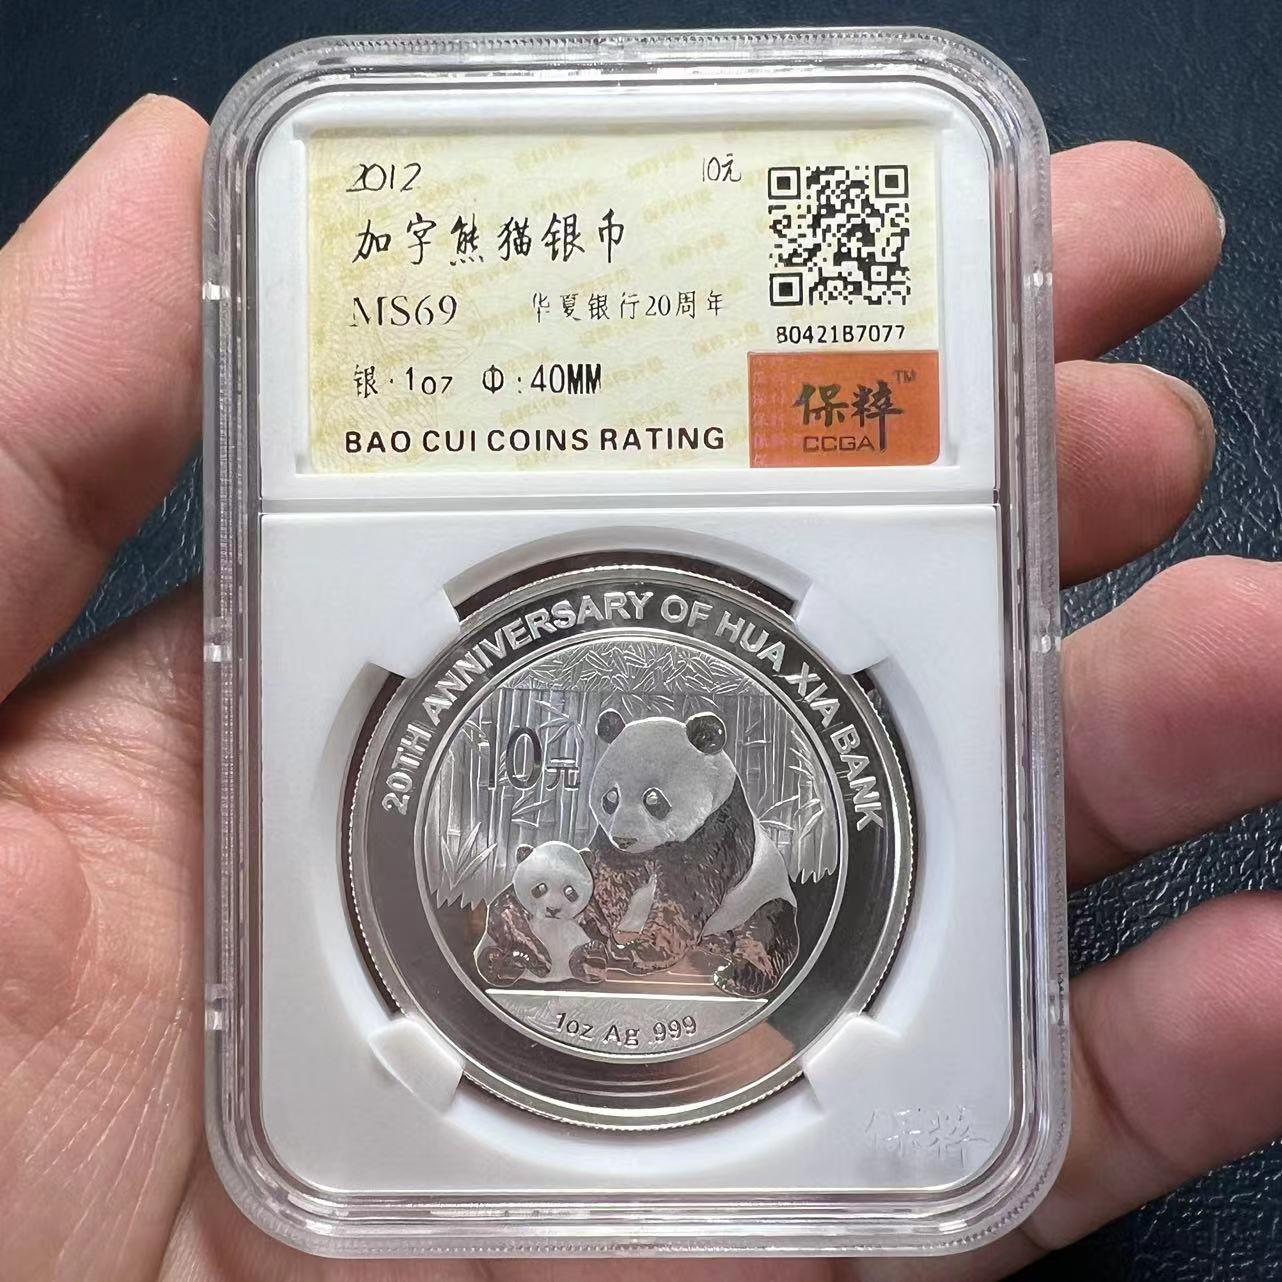 2012
10元
加字熊猫银币
MS69 华夏银行20周年
银·1oz Φ:40MM
BAO CUI COINS RATING
80421B7077
保粹™
CCGA
20TH ANNIVERSARY OF HUA XIA BANK
10元
1oz Ag .999
保粹